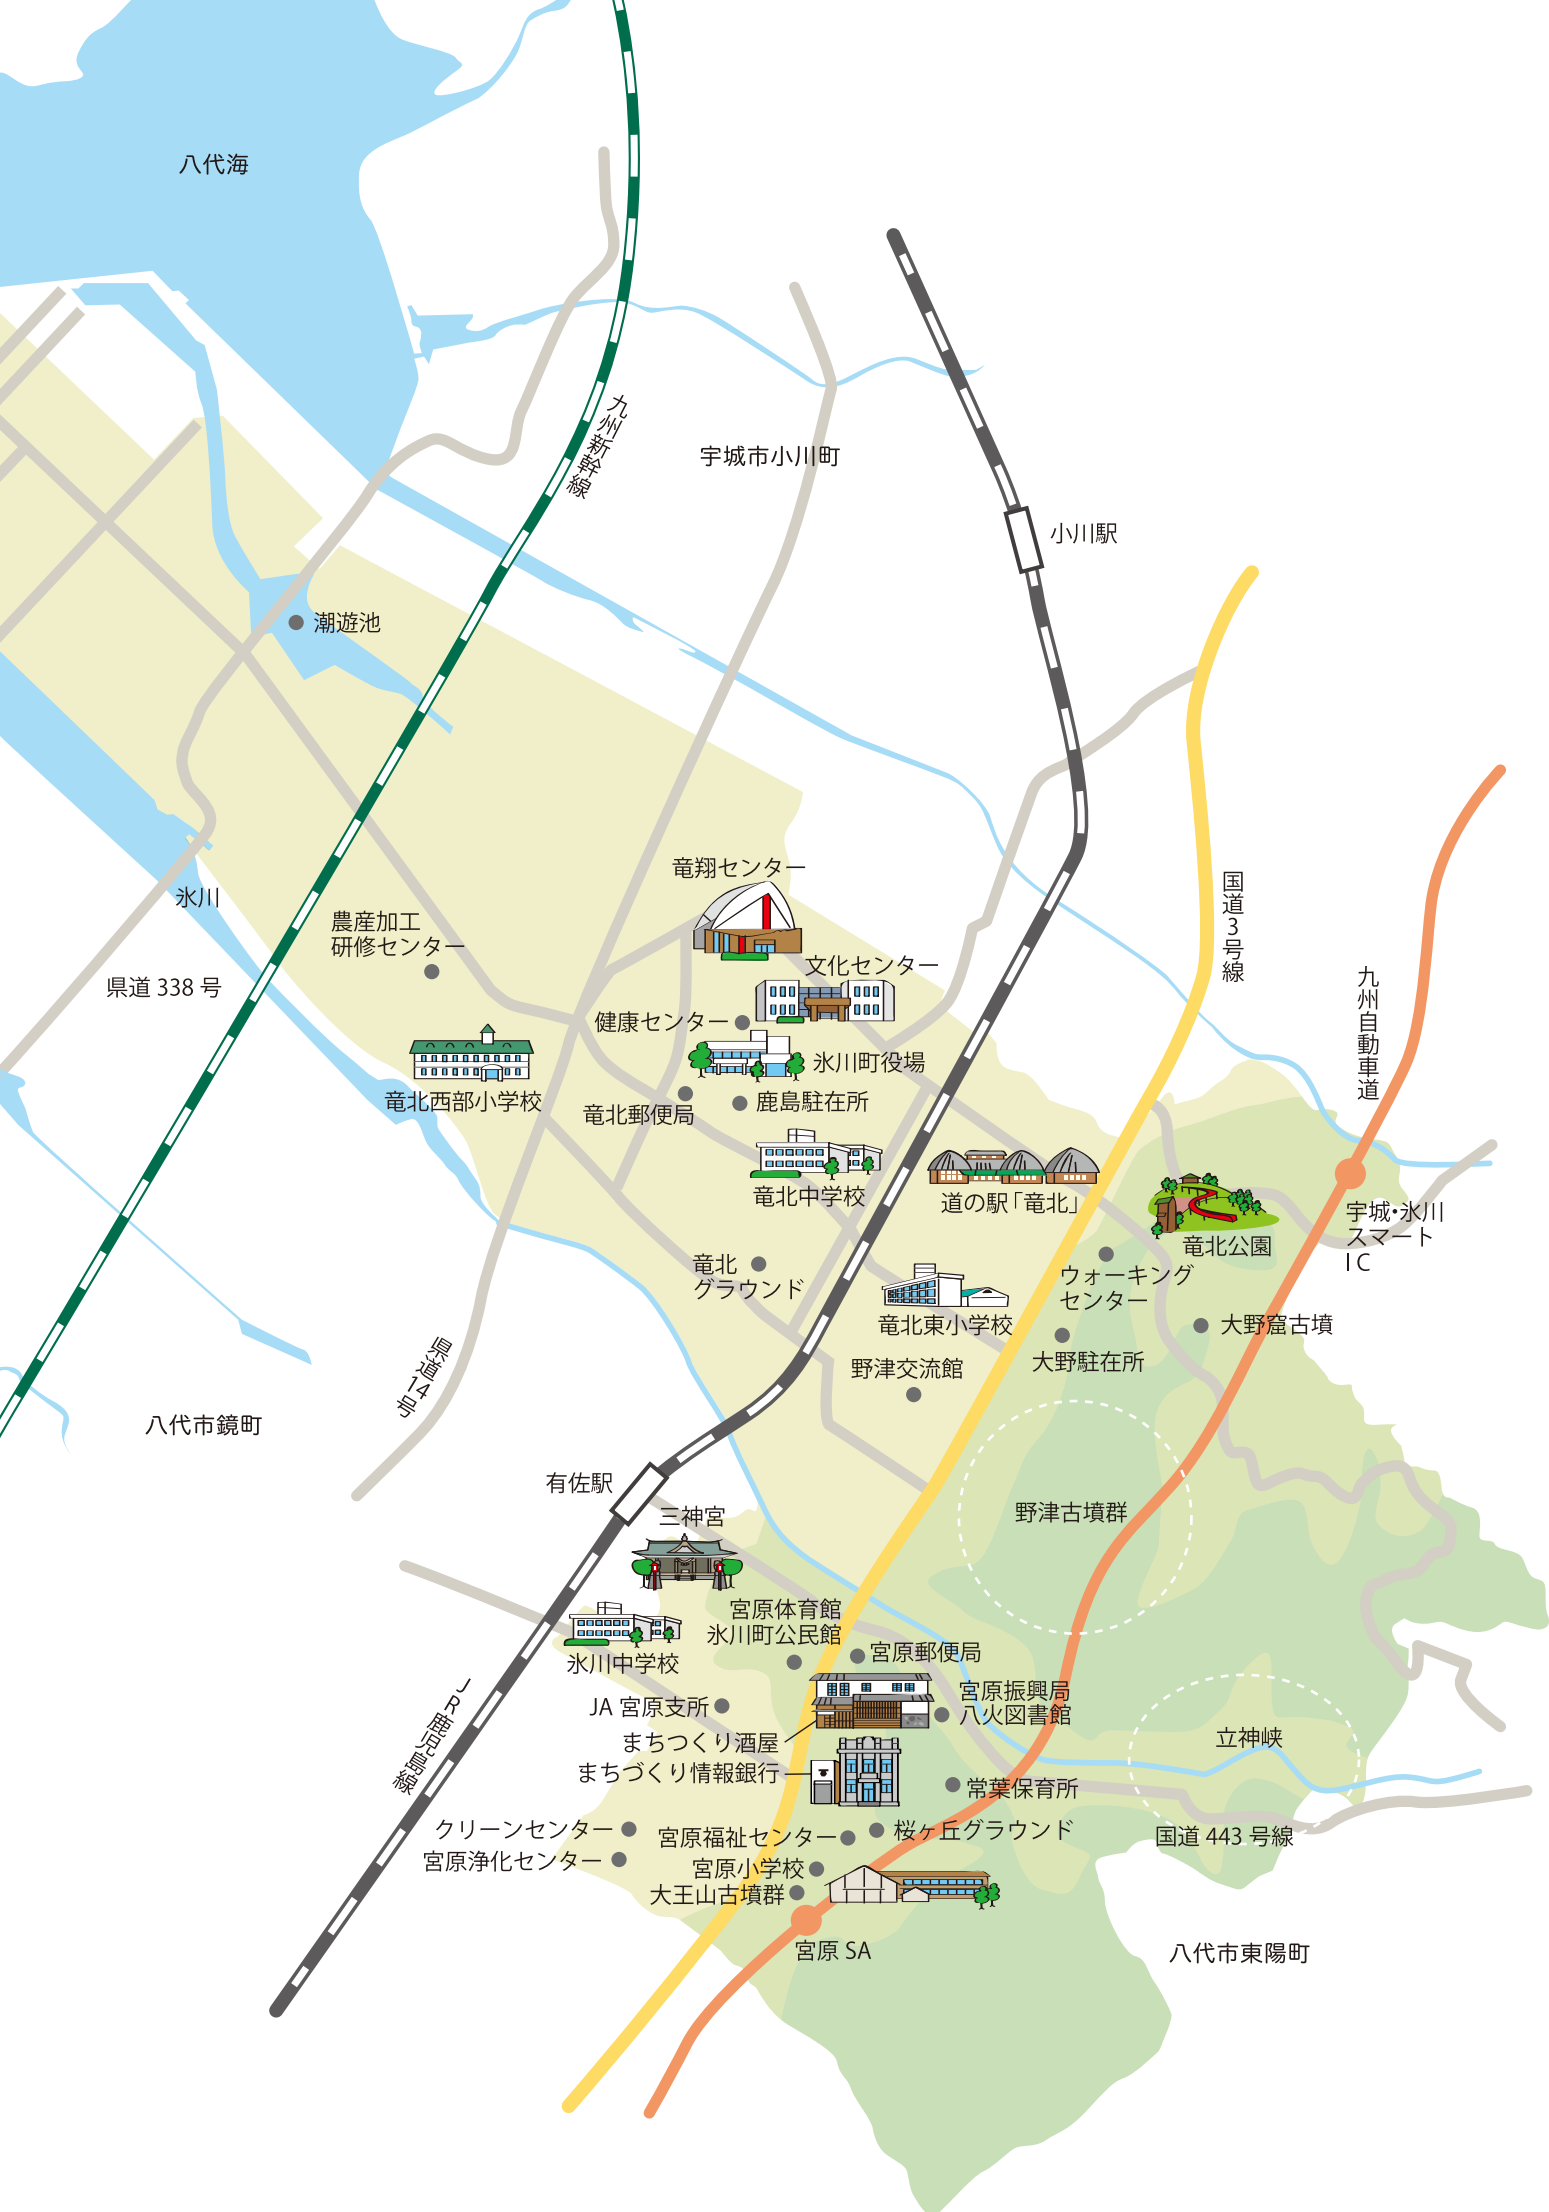 八代海
九州新幹線
宇城市小川町
小川駅
潮遊池
竜翔センター
国道3号線
氷川
農産加工
研修センター
文化センター
九州自動車道
県道 338 号
健康センター
氷川町役場
竜北西部小学校
竜北郵便局
鹿島駐在所
竜北中学校
道の駅「竜北」
宇城・氷川
スマート
IC
竜北公園
竜北
グラウンド
ウォーキング
センター
竜北東小学校
大野窟古墳
大野駐在所
野津交流館
県道14号
八代市鏡町
有佐駅
三神宮
野津古墳群
宮原体育館
氷川町公民館
宮原郵便局
氷川中学校
JA 宮原支所
宮原振興局
八火図書館
JR鹿児島線
まちつくり酒屋
立神峡
まちづくり情報銀行
常葉保育所
クリーンセンター
宮原福祉センター
桜ヶ丘グラウンド
国道 443 号線
宮原浄化センター
宮原小学校
大王山古墳群
宮原 SA
八代市東陽町